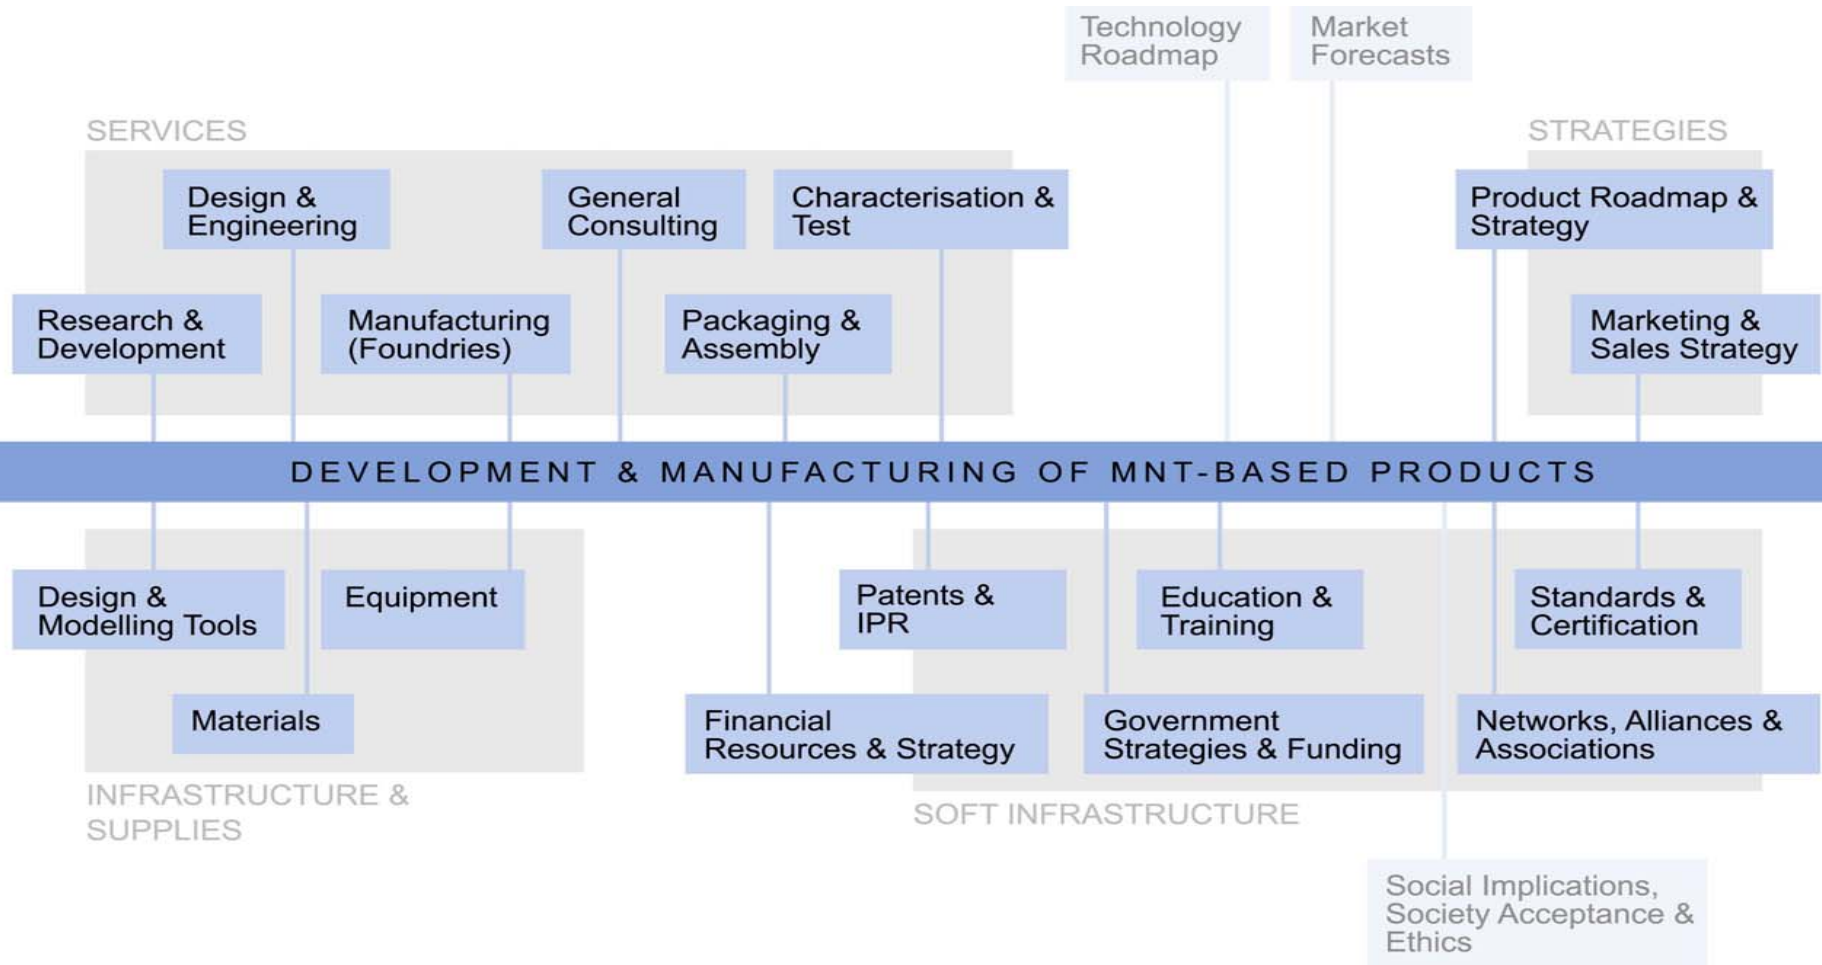 Technology
Roadmap
Market
Forecasts
SERVICES
STRATEGIES
Design &
Engineering
General
Consulting
Characterisation &
Test
Product Roadmap &
Strategy
Research &
Development
Manufacturing
(Foundries)
Packaging &
Assembly
Marketing &
Sales Strategy
DEVELOPMENT & MANUFACTURING OF MNT-BASED PRODUCTS
Design &
Modelling Tools
Equipment
Patents &
IPR
Education &
Training
Standards &
Certification
Materials
Financial
Resources & Strategy
Government
Strategies & Funding
Networks, Alliances &
Associations
INFRASTRUCTURE &
SUPPLIES
SOFT INFRASTRUCTURE
Social Implications,
Society Acceptance &
Ethics